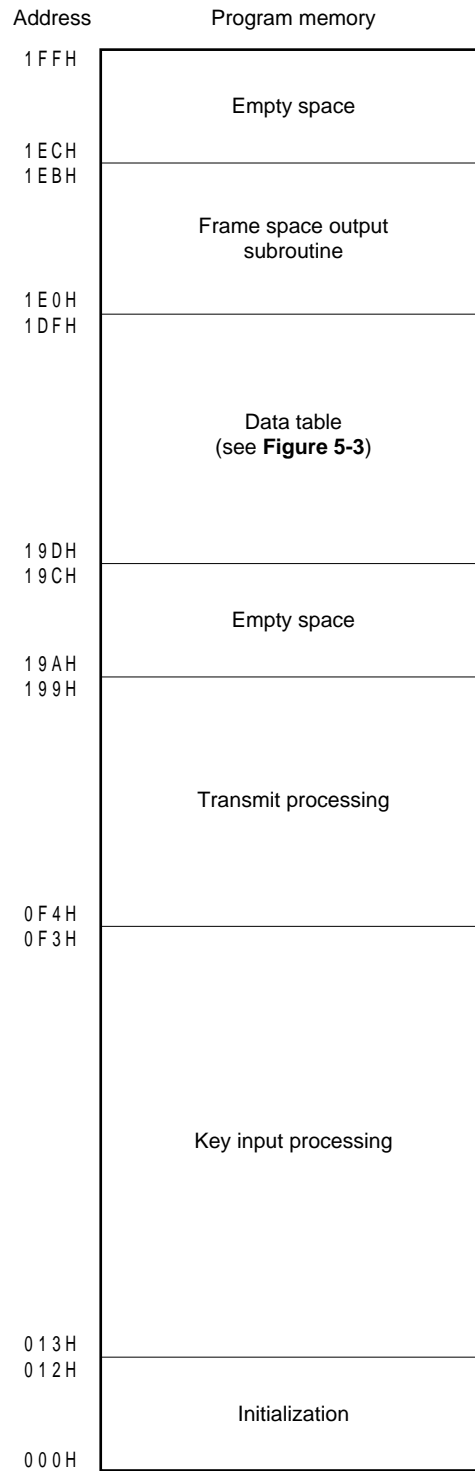 Address Program memory
1FFH
Empty space
1ECH
1EBH
Frame space output
subroutine
1E0H
1DFH
Data table
(see Figure 5-3)
19DH
19CH
Empty space
19AH
199H
Transmit processing
0F4H
0F3H
Key input processing
013H
012H
Initialization
000H